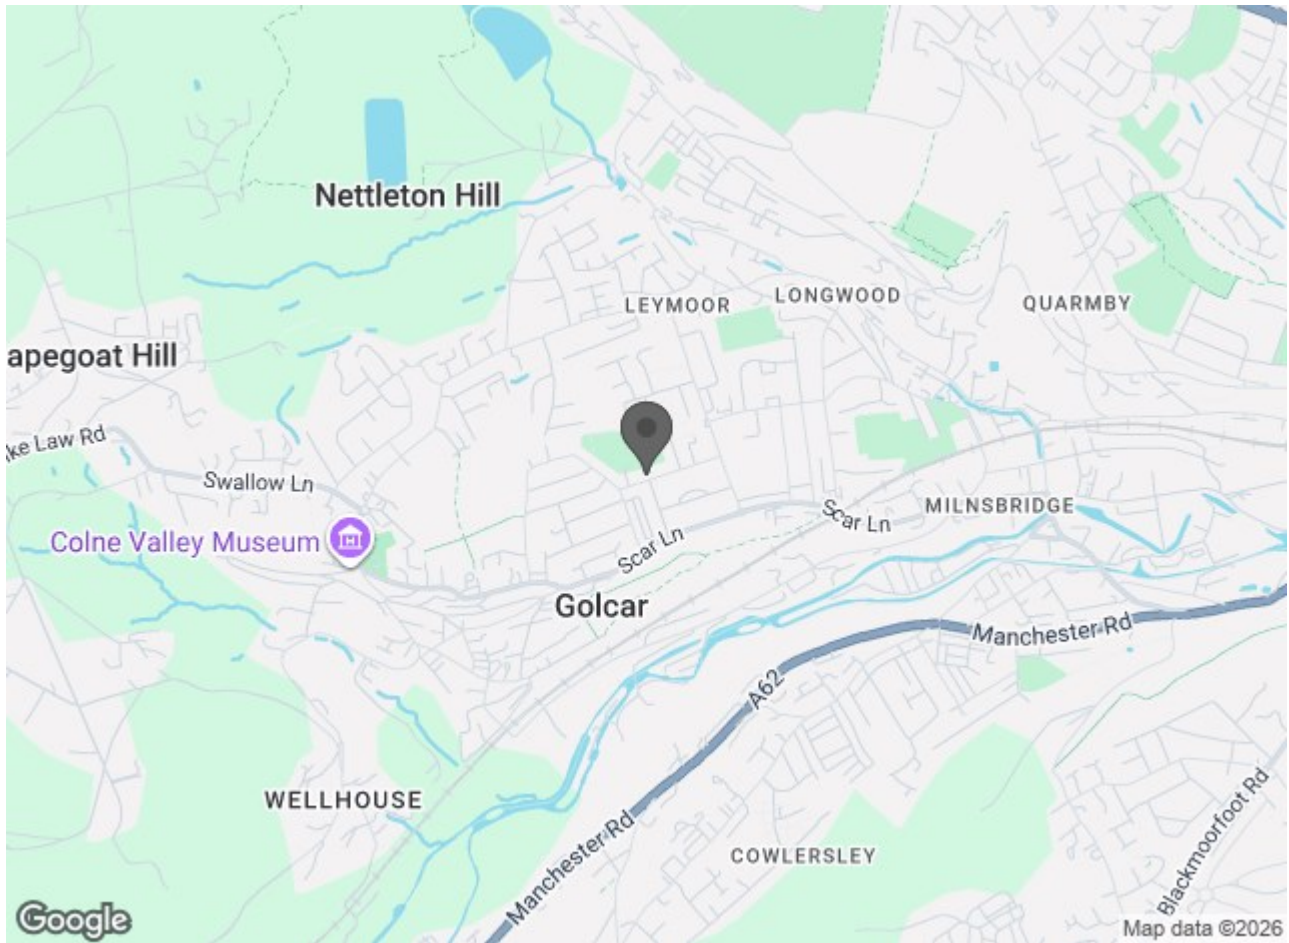 Nettleton Hill
LEYMOOR
LONGWOOD
QUARMBY
apegoat Hill
ke Law Rd
Swallow Ln
Scar Ln
MILNSBRIDGE
Colne Valley Museum
Scar Ln
Golcar
Manchester Rd
A62
WELLHOUSE
Manchester Rd
COWLERSLEY
Blackmoorfoot Rd
Google
Map data ©2026